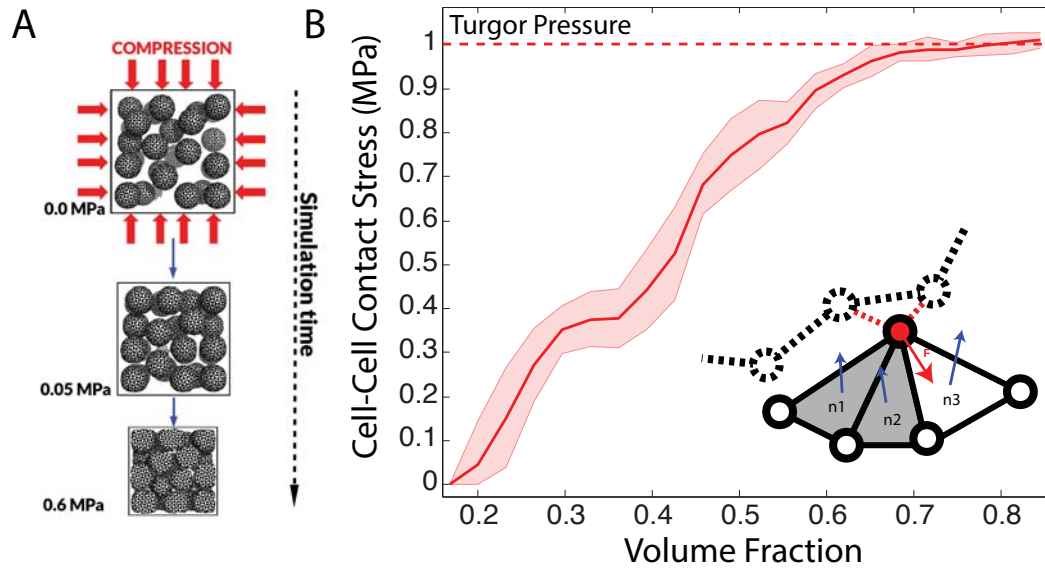 A
COMPRESSION
0.0 MPa
0.05 MPa
0.6 MPa
Simulation time
B
Turgor Pressure
Cell-Cell Contact Stress (MPa)
1
0.9
0.8
0.7
0.6
0.5
0.4
0.3
0.2
0.1
0
0.2
0.3
0.4
0.5
0.6
0.7
0.8
Volume Fraction
F
n1
n2
n3